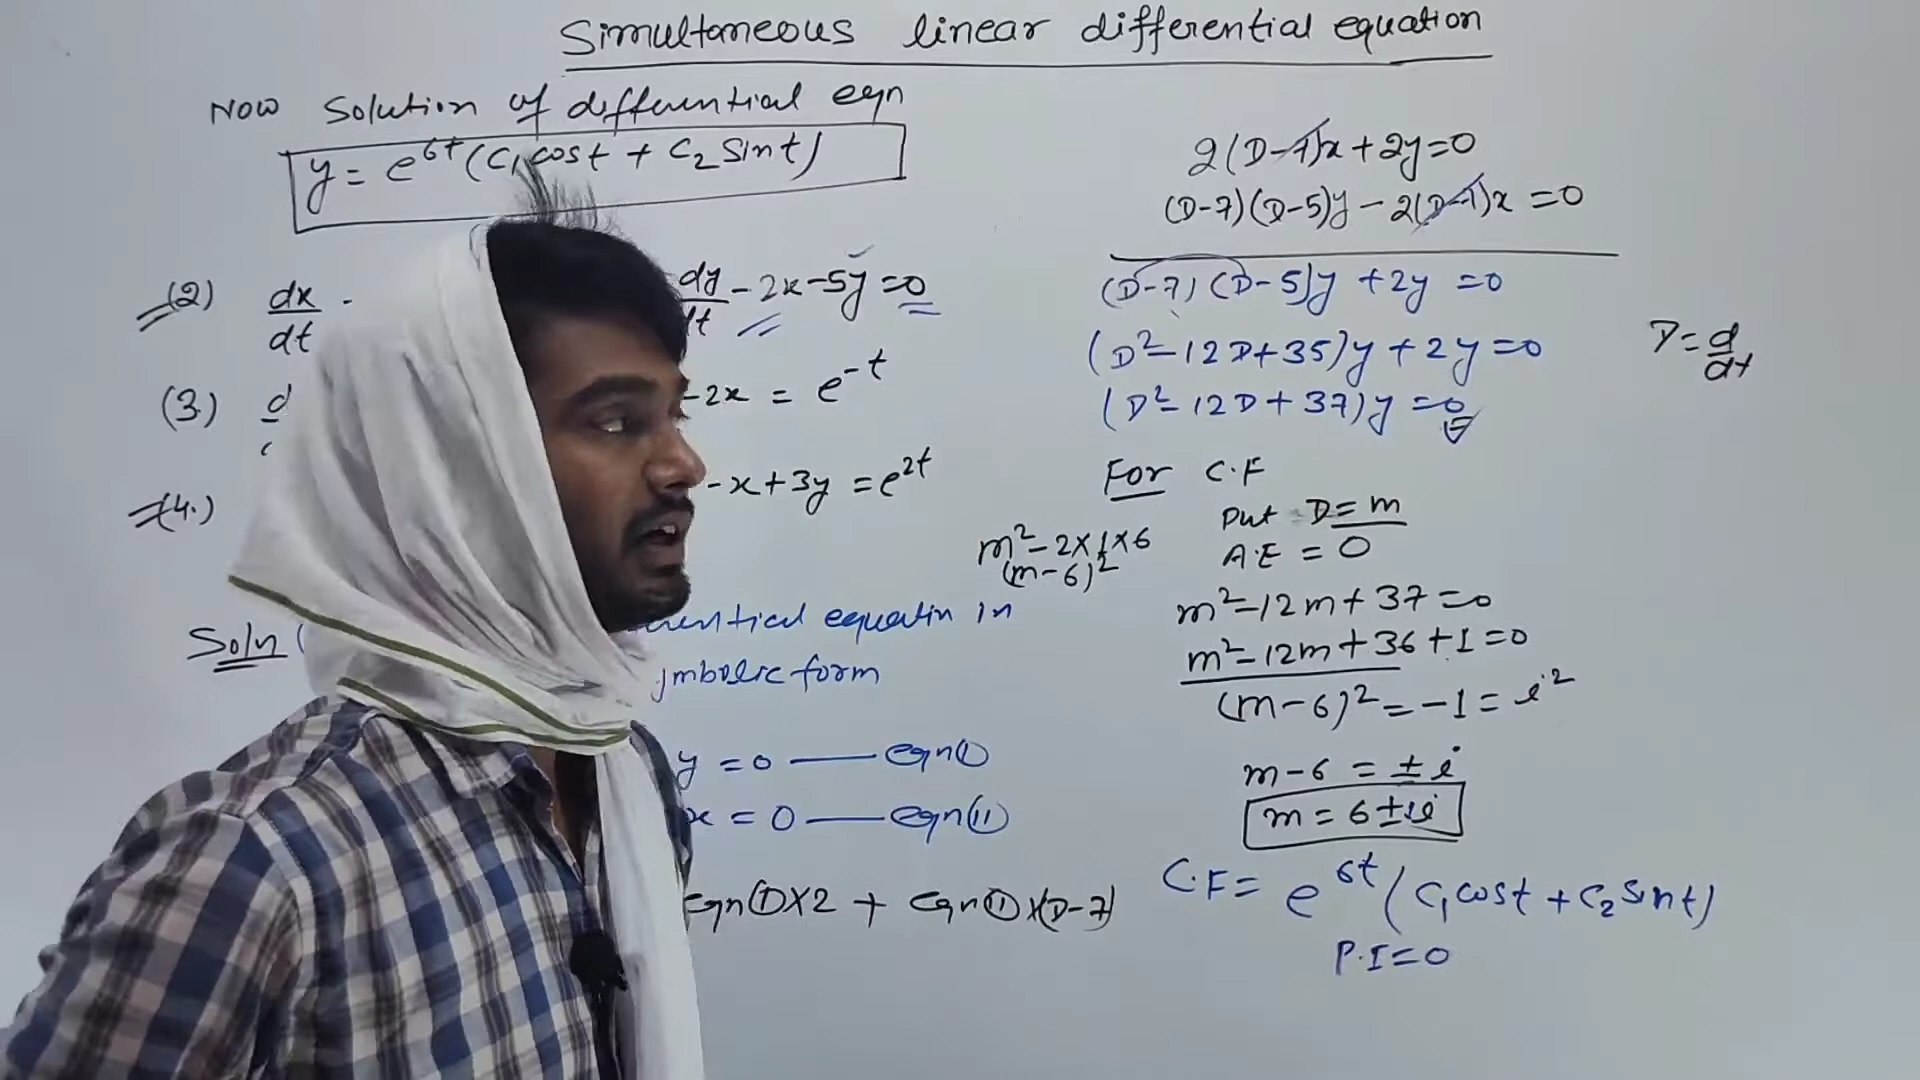 Simultaneous linear differential equation
Now Solution of differential eqn
y = e^6t (C₁ cost + C₂ Sint)
(2) dx/dt - dy/dt - 2x - 5y = 0
(3) - 2x = e^-t
(4.) - x + 3y = e^2t
Soln ( equatin in
form
y = 0 — eqn(I)
x = 0 — eqn(II)
eqn(I) X 2 + eqn(II) X (D-7)
2(D-7)x + 2y = 0
(D-7)(D-5)y - 2(D-7)x = 0
(D-7)(D-5)y + 2y = 0
(D² - 12D + 35)y + 2y = 0
(D² - 12D + 37)y = 0
D = d/dt
For C.F
Put D = m
A.E = 0
m² - 2 x 1 x 6
(m-6)²
m² - 12m + 37 = 0
m² - 12m + 36 + 1 = 0
(m-6)² = -1 = i²
m - 6 = ± i
m = 6 ± 1i
C.F = e^6t (C₁ cost + C₂ sint)
P.I = 0